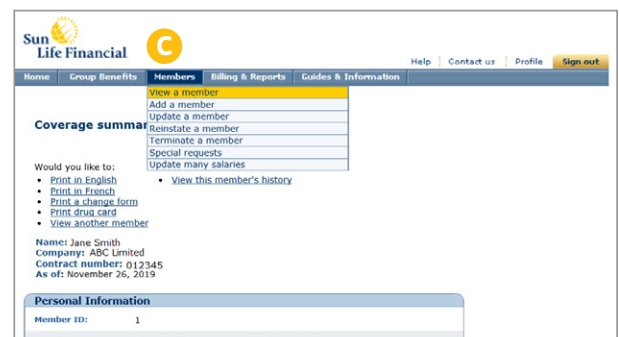 Sun
Life Financial
C
Help Contact us Profile Sign out
Home Group Benefits Members Billing & Reports Guides & Information
View a member
Add a member
Update a member
Reinstate a member
Terminate a member
Special requests
Update many salaries
Coverage summar
Would you like to:
• Print in English
• Print in French
• Print a change form
• Print drug card
• View another member
• View this member's history
Name: Jane Smith
Company: ABC Limited
Contract number: 012345
As of: November 26, 2019
Personal Information
Member ID: 1